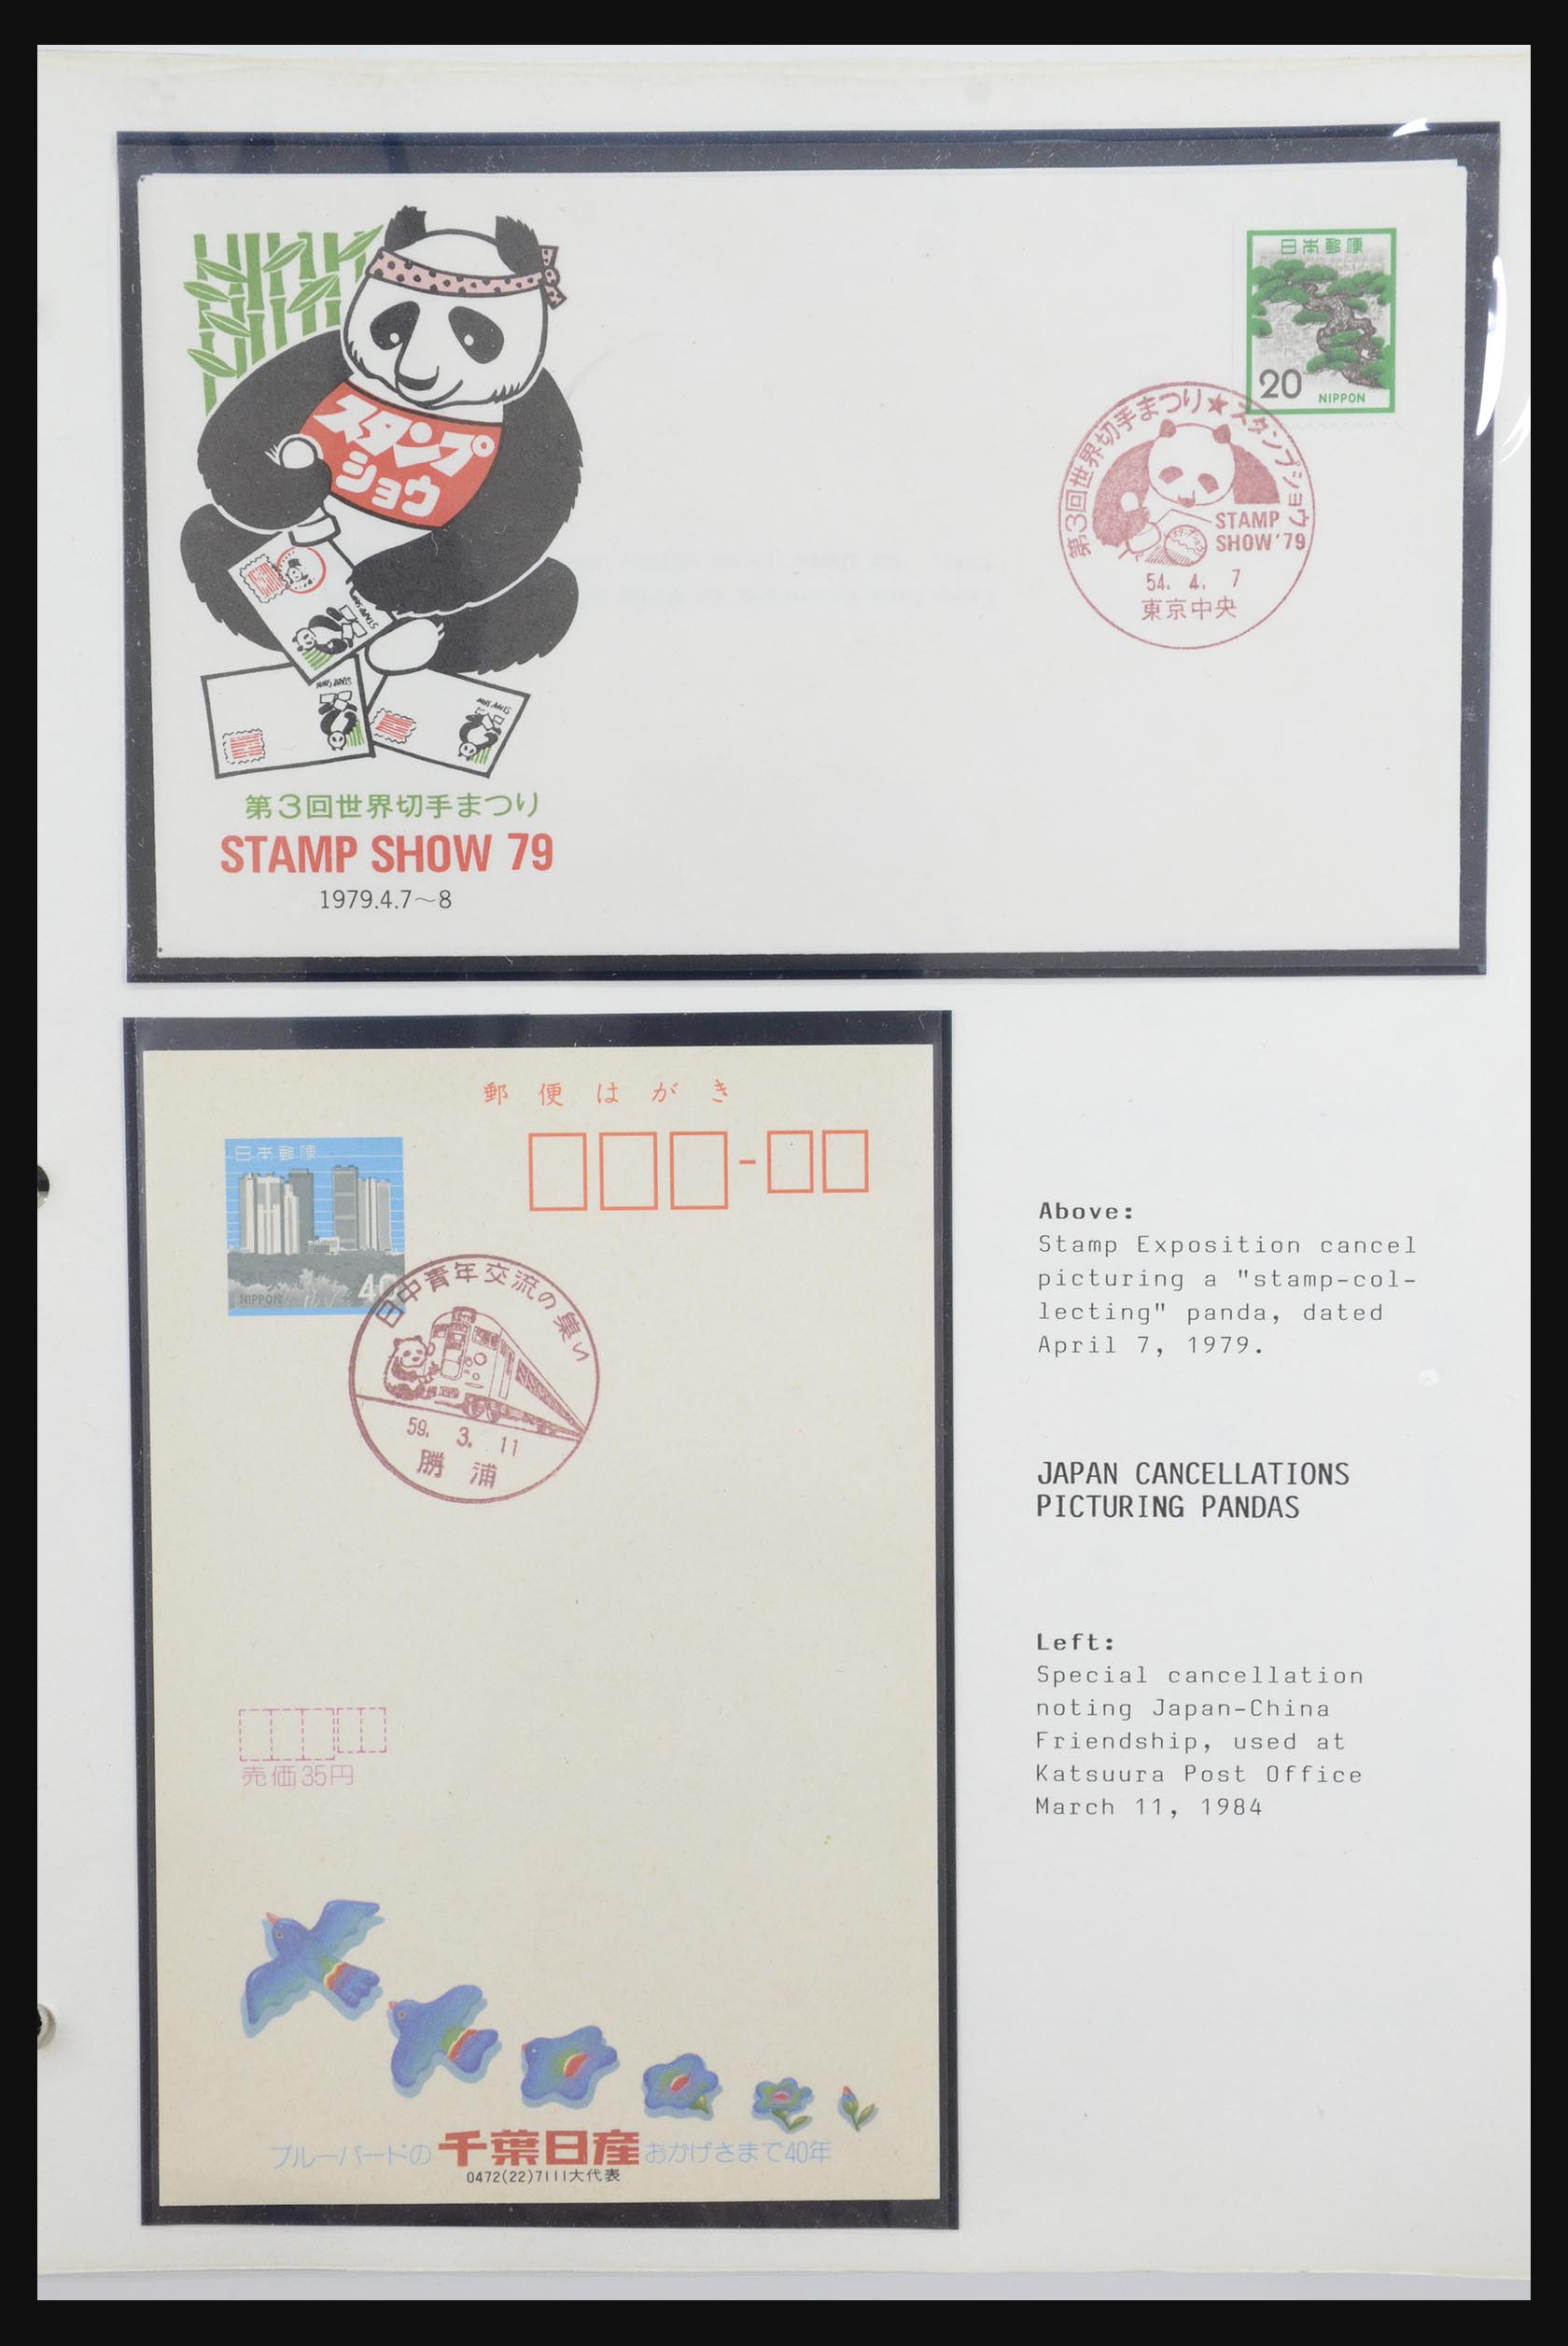 スタンプ
ショウ
第3回世界切手まつり
STAMP SHOW 79
1979.4.7〜8
日本郵便
20
NIPPON
第3回世界切手まつり★スタンプショウ
STAMP
SHOW'79
54. 4. 7
東京中央
郵便はがき
日本郵便
NIPPON
40
日中青年交流の集い
59. 3. 11
勝浦
売価35円
ブルーバードの 千葉日産 おかげさまで40年
0472(22)7111大代表
Above:
Stamp Exposition cancel
picturing a "stamp-col-
lecting" panda, dated
April 7, 1979.
JAPAN CANCELLATIONS
PICTURING PANDAS
Left:
Special cancellation
noting Japan-China
Friendship, used at
Katsuura Post Office
March 11, 1984